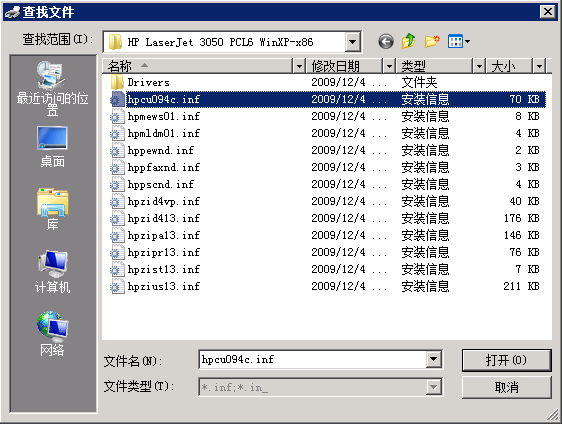 查找文件
查找范围(I): HP LaserJet 3050 PCL6 WinXP-x86
名称 修改日期 类型 大小
Drivers 2009/12/4 ... 文件夹
hpcu094c.inf 2009/12/4 ... 安装信息 70 KB
hpmews01.inf 2009/12/4 ... 安装信息 8 KB
hpmldm01.inf 2009/12/4 ... 安装信息 4 KB
hppewnd.inf 2009/12/4 ... 安装信息 2 KB
hppfaxnd.inf 2009/12/4 ... 安装信息 3 KB
hppscnd.inf 2009/12/4 ... 安装信息 4 KB
hpzid4vp.inf 2009/12/4 ... 安装信息 40 KB
hpzid413.inf 2009/12/4 ... 安装信息 176 KB
hpzipa13.inf 2009/12/4 ... 安装信息 146 KB
hpzipr13.inf 2009/12/4 ... 安装信息 76 KB
hpzist13.inf 2009/12/4 ... 安装信息 7 KB
hpzius13.inf 2009/12/4 ... 安装信息 211 KB
最近访问的位
置
桌面
库
计算机
网络
文件名(N): hpcu094c.inf 打开(O)
文件类型(T): *.inf;*.in_ 取消